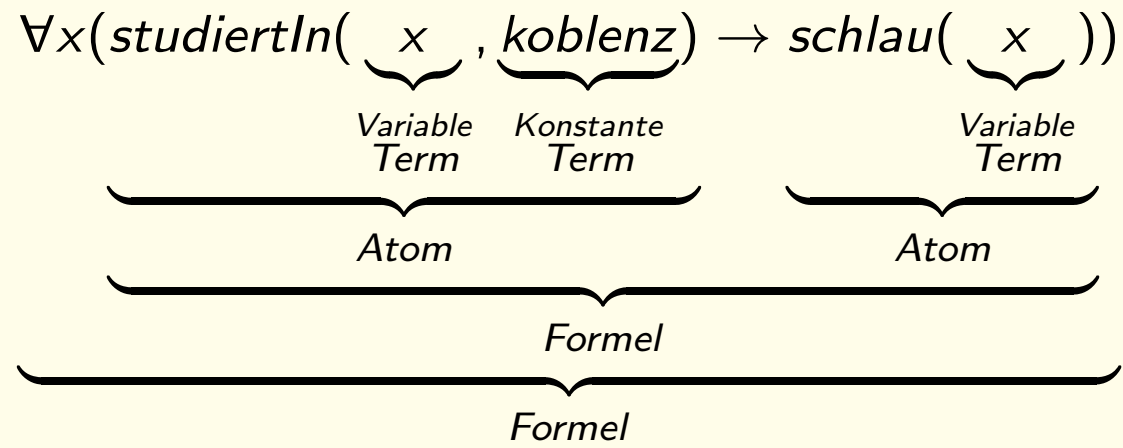 ∀x(studiertIn( x , koblenz) → schlau( x ))
Variable Konstante Variable
Term Term Term
Atom Atom
Formel
Formel